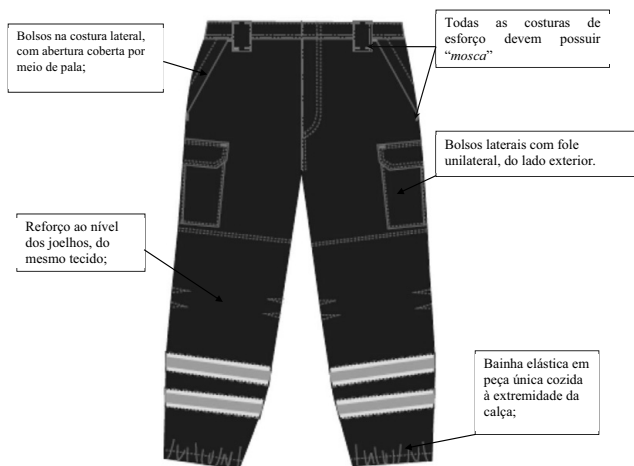 Bolsos na costura lateral,
com abertura coberta por
meio de pala;
Todas as costuras de
esforço devem possuir
“mosca”
Bolsos laterais com fole
unilateral, do lado exterior.
Reforço ao nível
dos joelhos, do
mesmo tecido;
Bainha elástica em
peça única cozida
à extremidade da
calça;